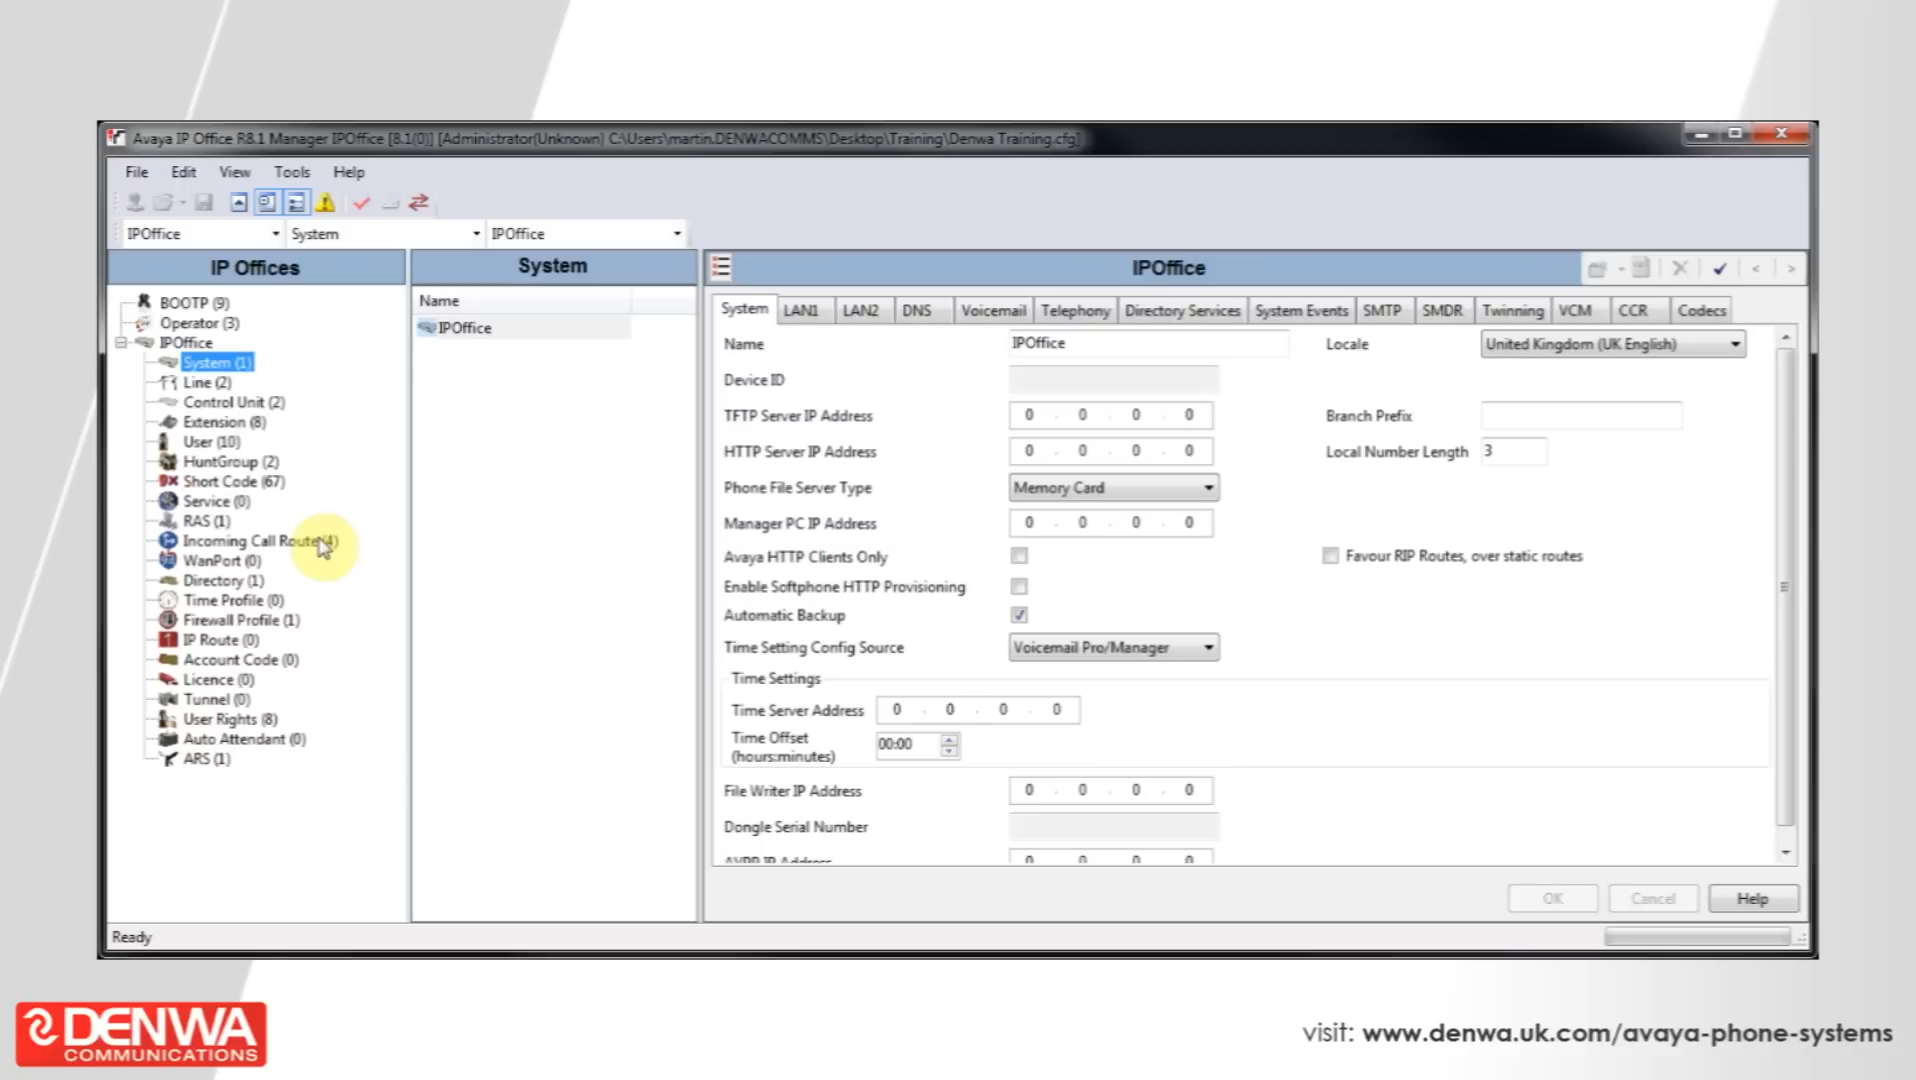 Avaya IP Office R8.1 Manager IPOffice [8.1(0)] [Administrator(Unknown) C:\Users\martin.DENWACOMMS\Desktop\Training\Denwa Training.cfg]
File Edit View Tools Help
IPOffice System IPOffice
IP Offices
BOOTP (9)
Operator (3)
IPOffice
System (1)
Line (2)
Control Unit (2)
Extension (8)
User (10)
HuntGroup (2)
Short Code (67)
Service (0)
RAS (1)
Incoming Call Route (4)
WanPort (0)
Directory (1)
Time Profile (0)
Firewall Profile (1)
IP Route (0)
Account Code (0)
Licence (0)
Tunnel (0)
User Rights (8)
Auto Attendant (0)
ARS (1)
System
Name
IPOffice
IPOffice
System LAN1 LAN2 DNS Voicemail Telephony Directory Services System Events SMTP SMDR Twinning VCM CCR Codecs
Name IPOffice Locale United Kingdom (UK English)
Device ID
TFTP Server IP Address 0 . 0 . 0 . 0 Branch Prefix
HTTP Server IP Address 0 . 0 . 0 . 0 Local Number Length 3
Phone File Server Type Memory Card
Manager PC IP Address 0 . 0 . 0 . 0
Avaya HTTP Clients Only Favour RIP Routes, over static routes
Enable Softphone HTTP Provisioning
Automatic Backup
Time Setting Config Source Voicemail Pro/Manager
Time Settings
Time Server Address 0 . 0 . 0 . 0
Time Offset 00:00
(hours:minutes)
File Writer IP Address 0 . 0 . 0 . 0
Dongle Serial Number
AVPP IP Address 0 . 0 . 0 . 0
OK Cancel Help
Ready
DENWA
COMMUNICATIONS
visit: www.denwa.uk.com/avaya-phone-systems